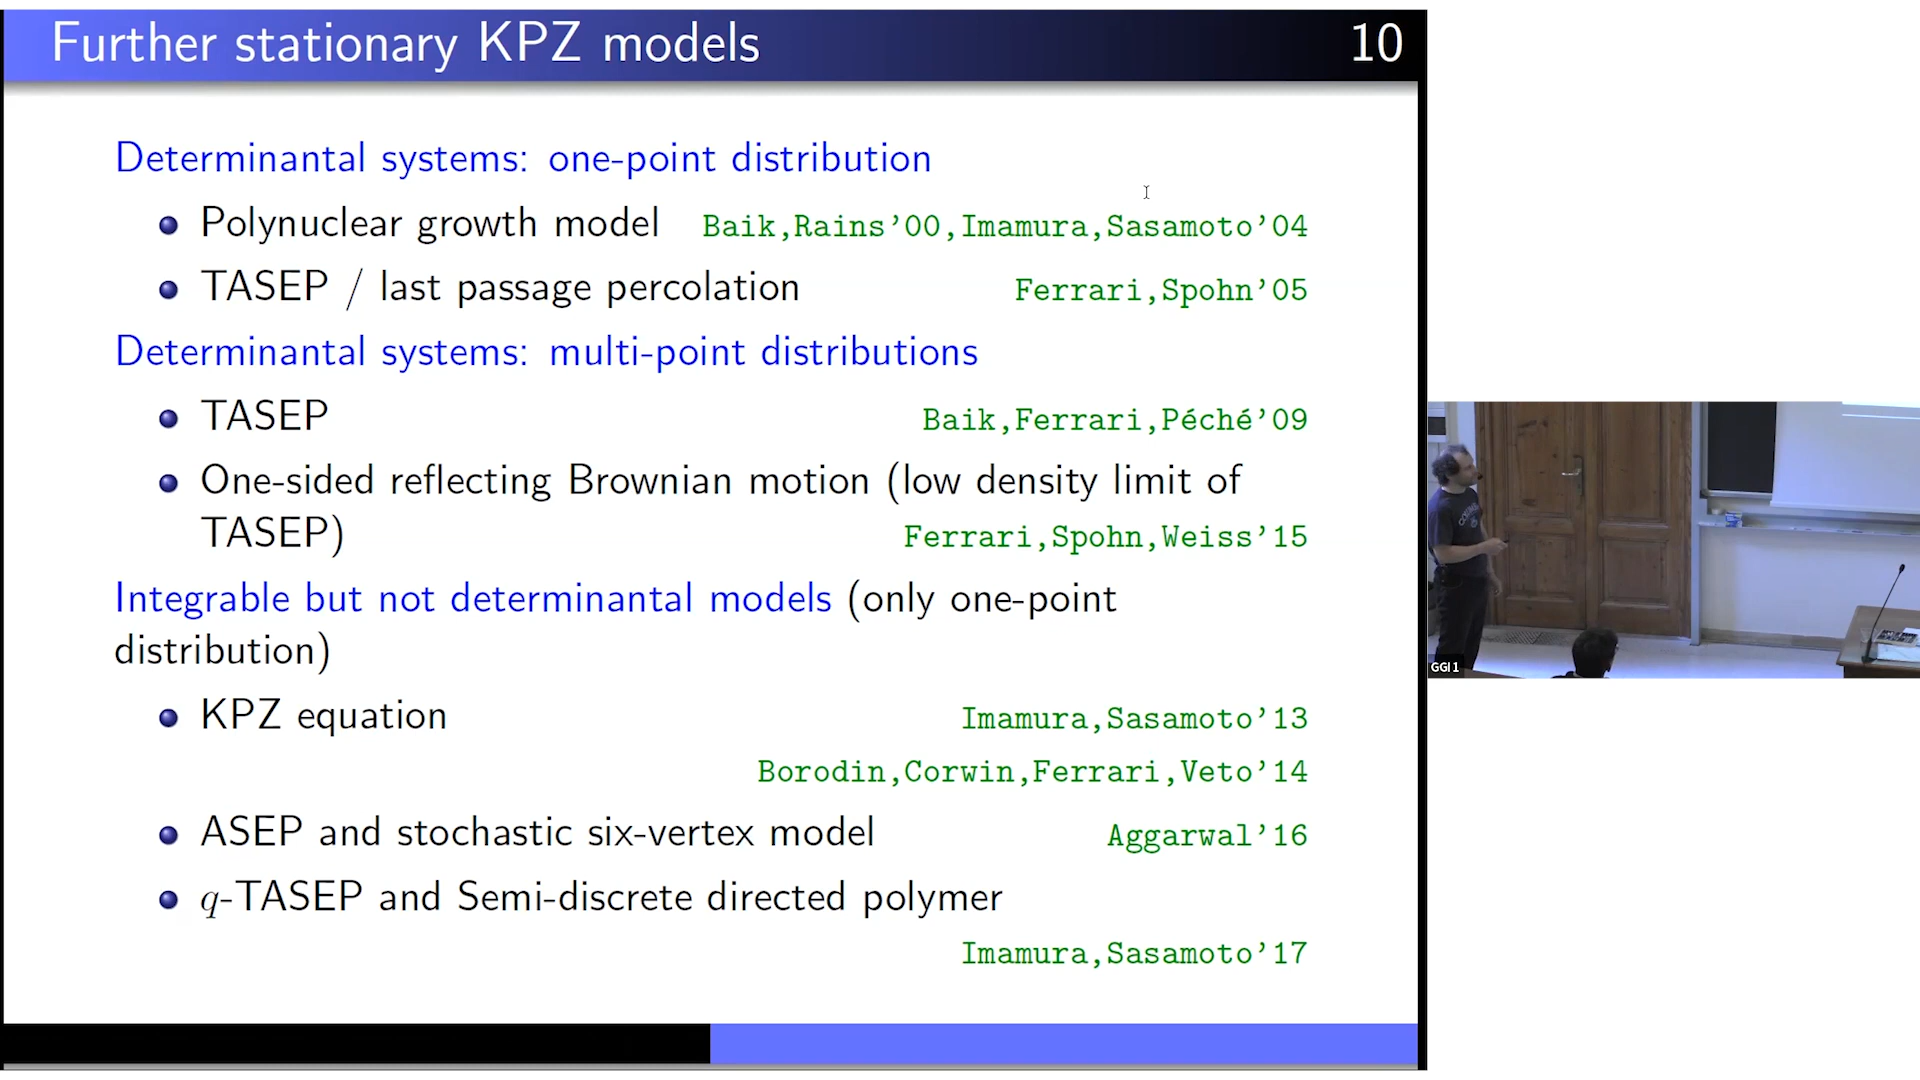 Further stationary KPZ models 10
Determinantal systems: one-point distribution
Polynuclear growth model Baik,Rains'00,Imamura,Sasamoto'04
TASEP / last passage percolation Ferrari,Spohn'05
Determinantal systems: multi-point distributions
TASEP Baik,Ferrari,Péché'09
One-sided reflecting Brownian motion (low density limit of
TASEP) Ferrari,Spohn,Weiss'15
Integrable but not determinantal models (only one-point
distribution)
KPZ equation Imamura,Sasamoto'13
Borodin,Corwin,Ferrari,Veto'14
ASEP and stochastic six-vertex model Aggarwal'16
q-TASEP and Semi-discrete directed polymer
Imamura,Sasamoto'17
GGI 1